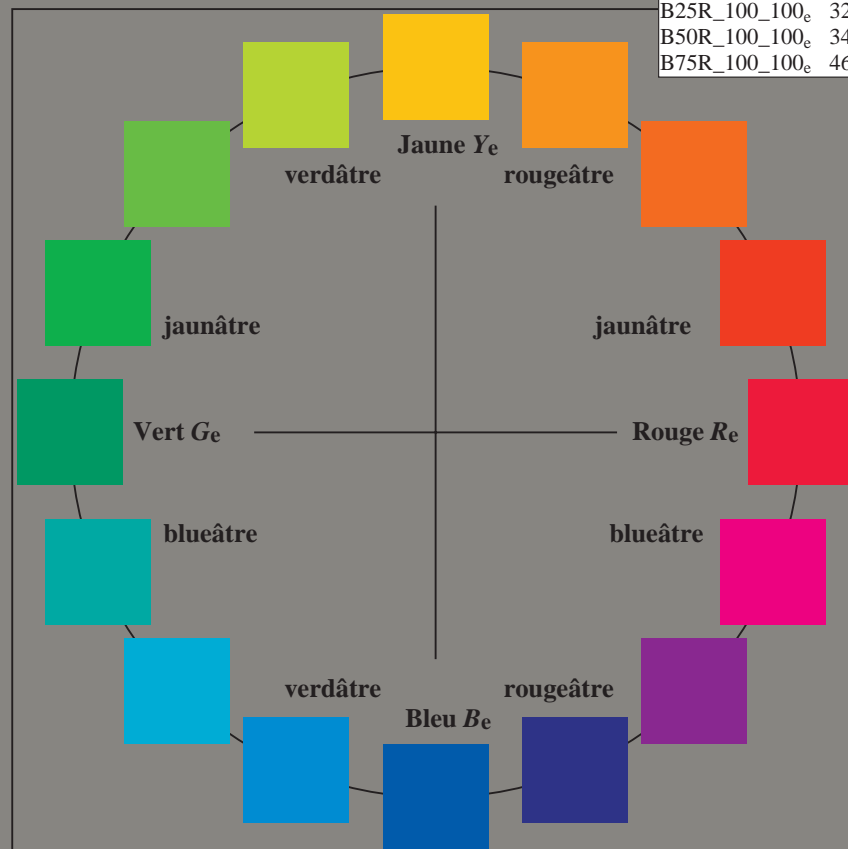 B25R_100_100e 32
B50R_100_100e 34
B75R_100_100e 46
Jaune Ye
verdâtre rougeâtre
jaunâtre jaunâtre
Vert Ge Rouge Re
blueâtre blueâtre
verdâtre rougeâtre
Bleu Be